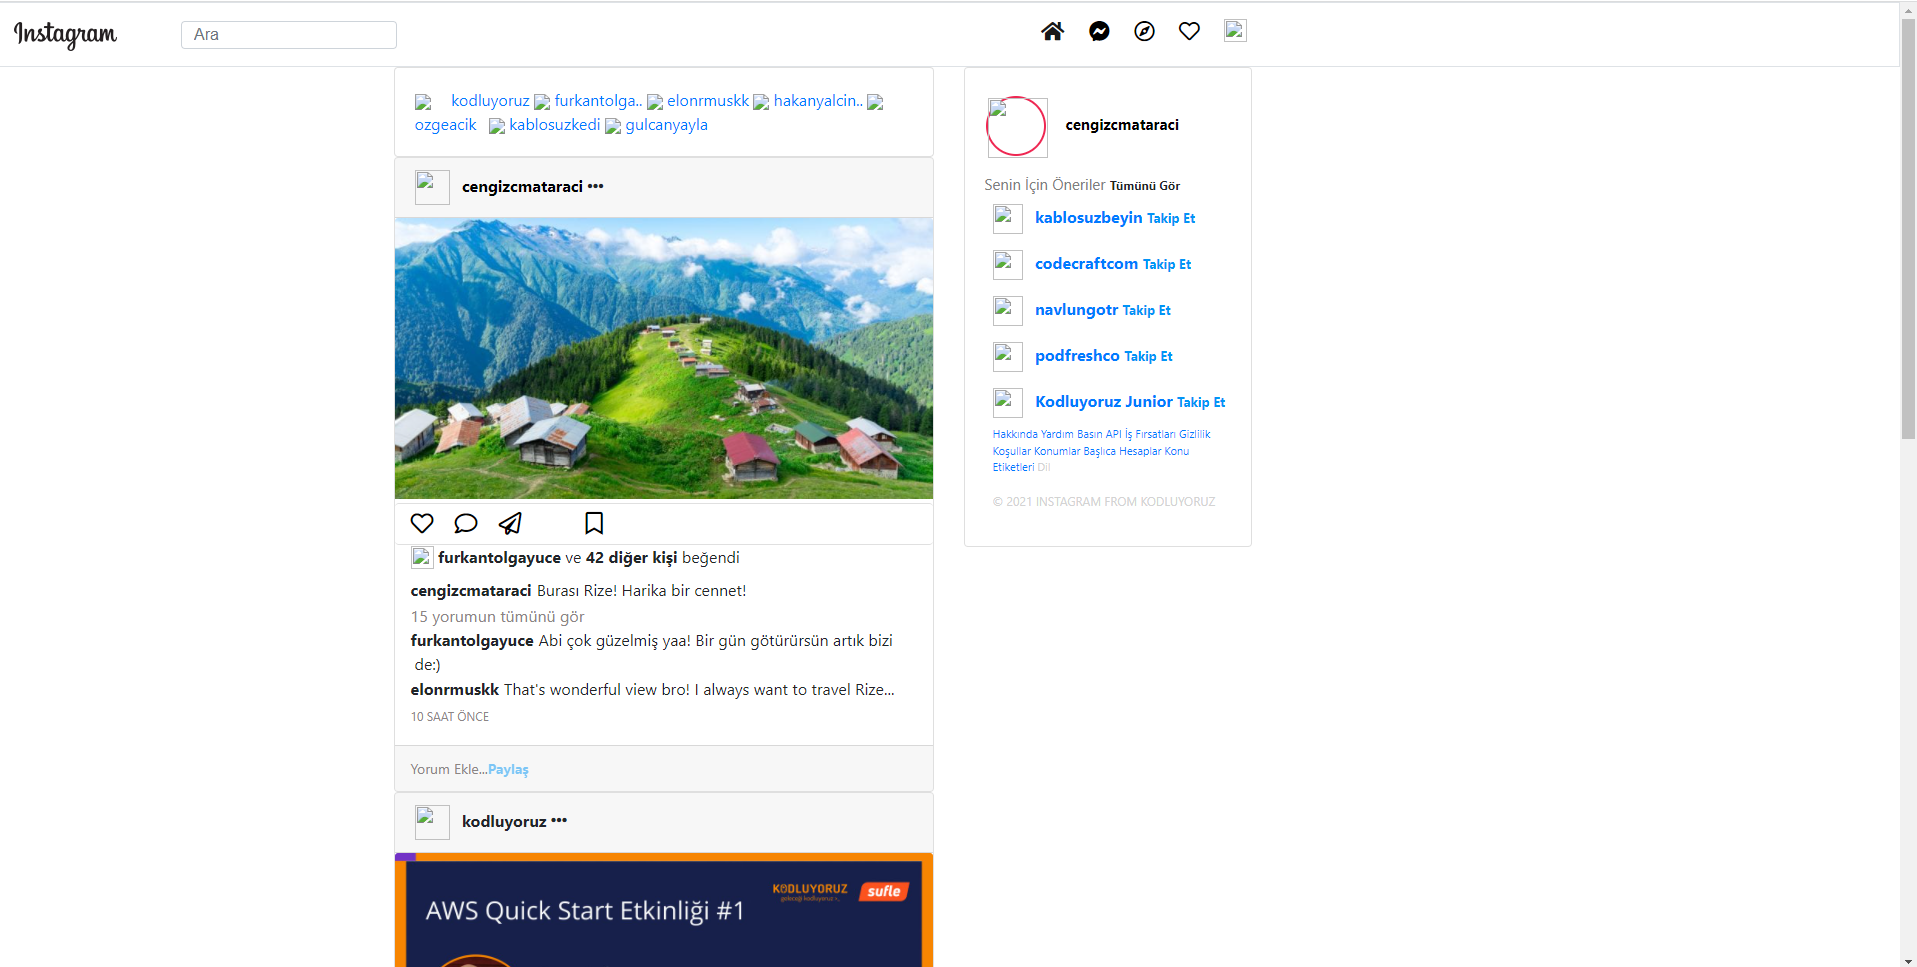 Instagram
Ara
kodluyoruz furkantolga.. elonrmuskk hakanyalcin..
ozgeacik kablosuzkedi gulcanyayla
cengizcmataraci •••
furkantolgayuce ve 42 diğer kişi beğendi
cengizcmataraci Burası Rize! Harika bir cennet!
15 yorumun tümünü gör
furkantolgayuce Abi çok güzelmiş yaa! Bir gün götürürsün artık bizi
de:)
elonrmuskk That's wonderful view bro! I always want to travel Rize...
10 SAAT ÖNCE
Yorum Ekle...Paylaş
kodluyoruz •••
KODLUYORUZ
sufle
AWS Quick Start Etkinliği #1
cengizcmataraci
Senin İçin Öneriler Tümünü Gör
kablosuzbeyin Takip Et
codecraftcom Takip Et
navlungotr Takip Et
podfreshco Takip Et
Kodluyoruz Junior Takip Et
Hakkında Yardım Basın API İş Fırsatları Gizlilik
Koşullar Konumlar Başlıca Hesaplar Konu
Etiketleri Dil
© 2021 INSTAGRAM FROM KODLUYORUZ